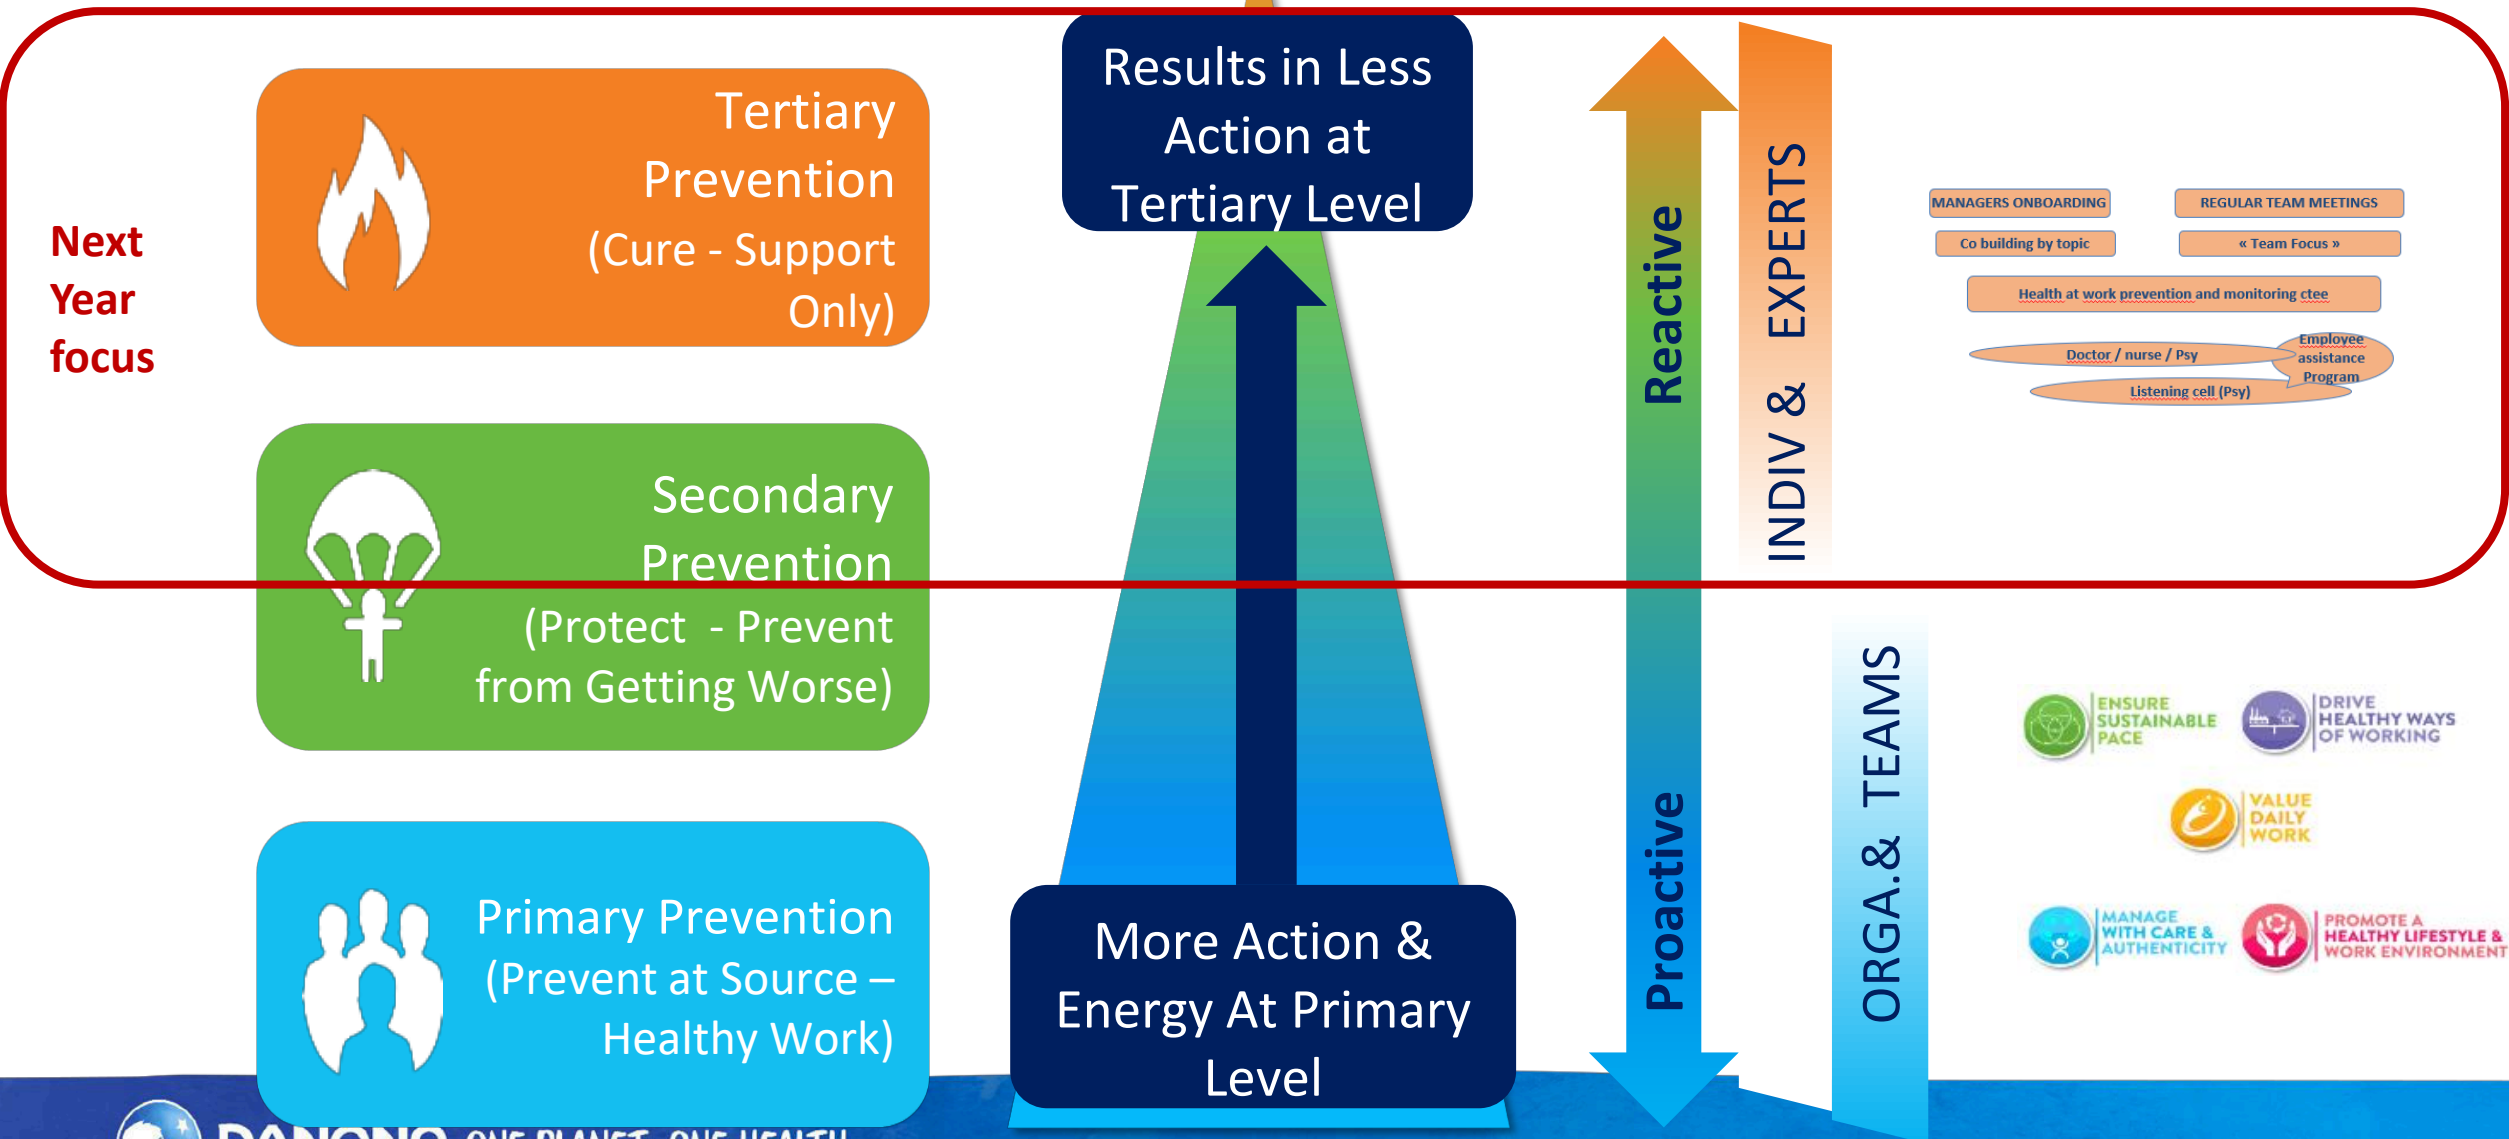 Next
Year
focus
Tertiary
Prevention
(Cure - Support
Only)
Secondary
Prevention
(Protect - Prevent
from Getting Worse)
Primary Prevention
(Prevent at Source –
Healthy Work)
Results in Less
Action at
Tertiary Level
More Action &
Energy At Primary
Level
Reactive
Proactive
INDIV & EXPERTS
ORGA.& TEAMS
MANAGERS ONBOARDING
REGULAR TEAM MEETINGS
Co building by topic
« Team Focus »
Health at work prevention and monitoring ctee
Doctor / nurse / Psy
Employee
assistance
Program
Listening cell (Psy)
ENSURE
SUSTAINABLE
PACE
DRIVE
HEALTHY WAYS
OF WORKING
VALUE
DAILY
WORK
MANAGE
WITH CARE &
AUTHENTICITY
PROMOTE A
HEALTHY LIFESTYLE &
WORK ENVIRONMENT
ONE PLANET. ONE HEALTH